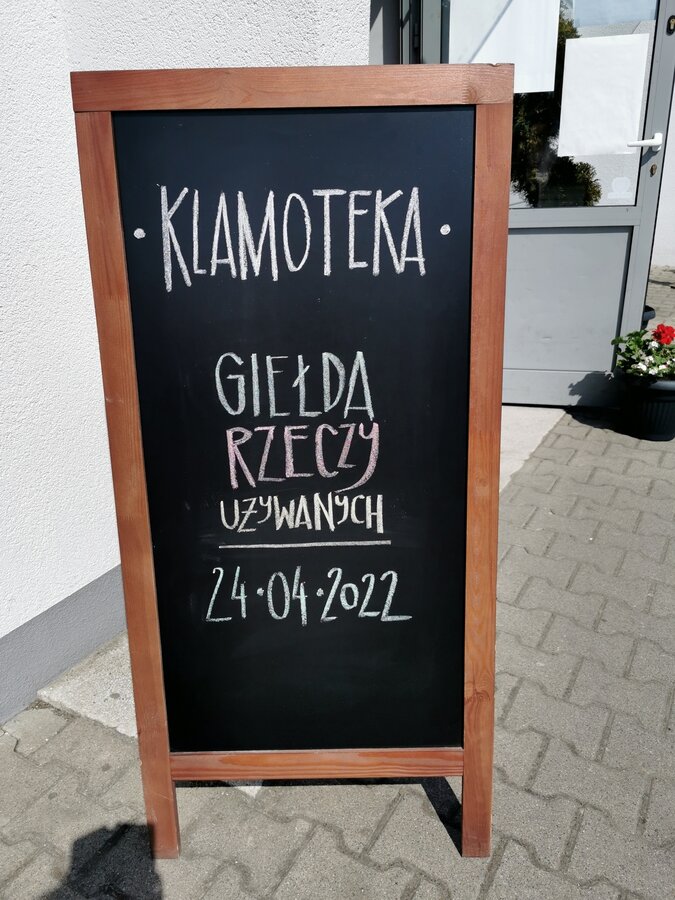 · KLAMOTEKA ·
GIEŁDA
RZECZY
UŻYWANYCH
24·04·2022